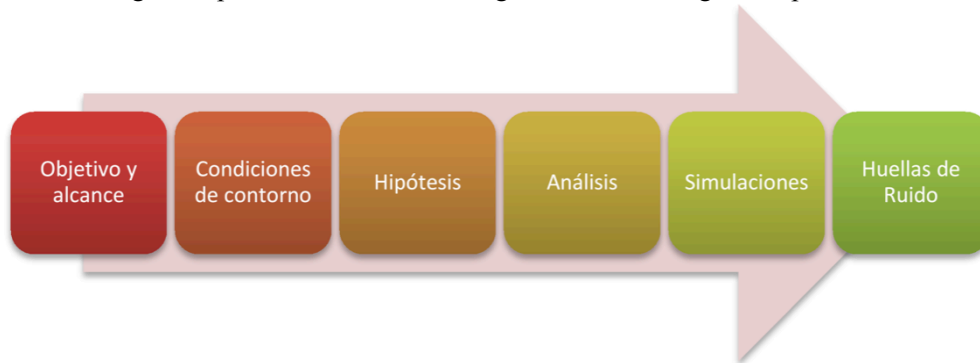 Objetivo y
alcance
Condiciones
de contorno
Hipótesis
Análisis
Simulaciones
Huellas de
Ruido